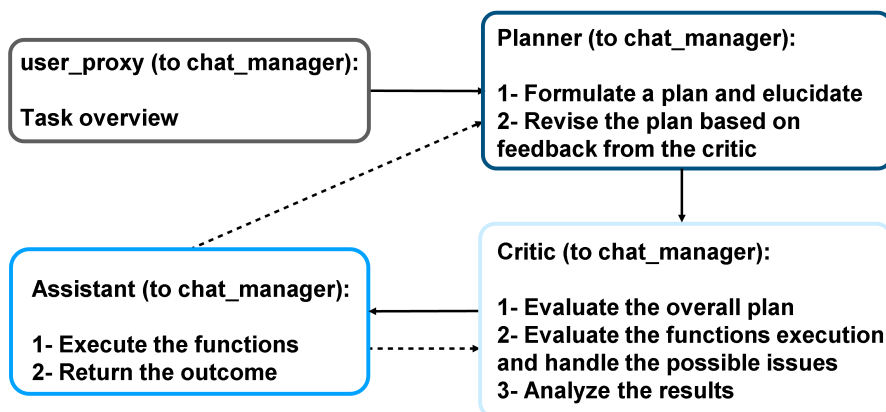 user_proxy (to chat_manager):
Task overview
Planner (to chat_manager):
1- Formulate a plan and elucidate
2- Revise the plan based on
feedback from the critic
Assistant (to chat_manager):
1- Execute the functions
2- Return the outcome
Critic (to chat_manager):
1- Evaluate the overall plan
2- Evaluate the functions execution
and handle the possible issues
3- Analyze the results